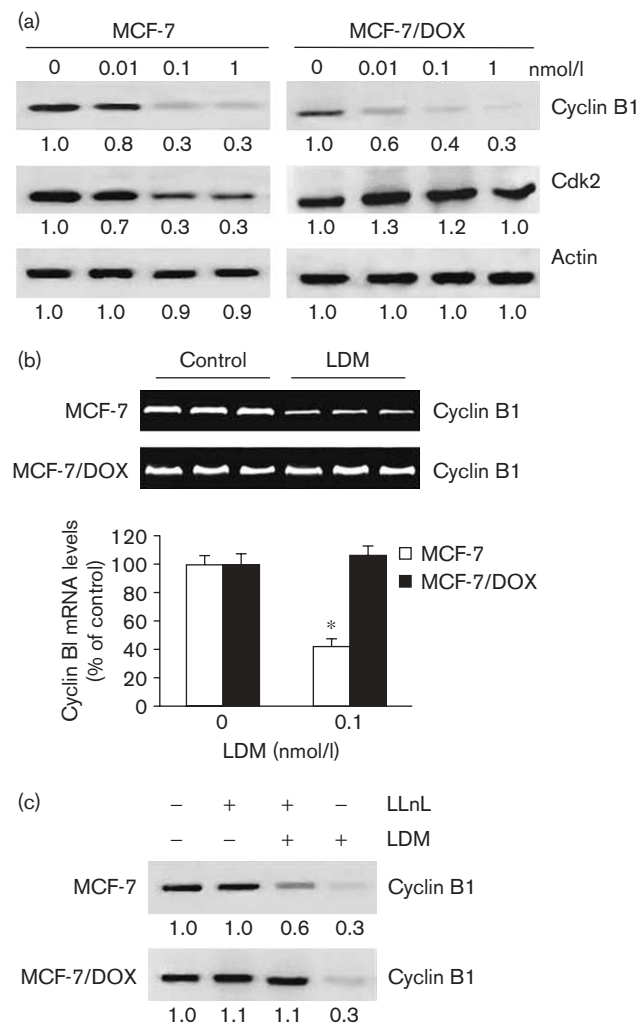 (a)
MCF-7 MCF-7/DOX
0 0.01 0.1 1 0 0.01 0.1 1 nmol/l
Cyclin B1
1.0 0.8 0.3 0.3 1.0 0.6 0.4 0.3
Cdk2
1.0 0.7 0.3 0.3 1.0 1.3 1.2 1.0
Actin
1.0 1.0 0.9 0.9 1.0 1.0 1.0 1.0
(b)
Control LDM
MCF-7 Cyclin B1
MCF-7/DOX Cyclin B1
Cyclin BI mRNA levels
(% of control)
120
100
80
60
40
20
0
*
MCF-7
MCF-7/DOX
0 0.1
LDM (nmol/l)
(c)
– + + – LLnL
– – + + LDM
MCF-7 Cyclin B1
1.0 1.0 0.6 0.3
MCF-7/DOX Cyclin B1
1.0 1.1 1.1 0.3